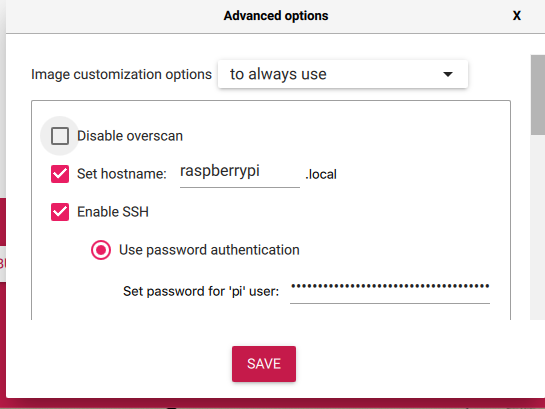 Advanced options X
Image customization options to always use
Disable overscan
Set hostname: raspberrypi .local
Enable SSH
Use password authentication
Set password for 'pi' user: ••••••••••••••••••••••••••••••••••••
SAVE